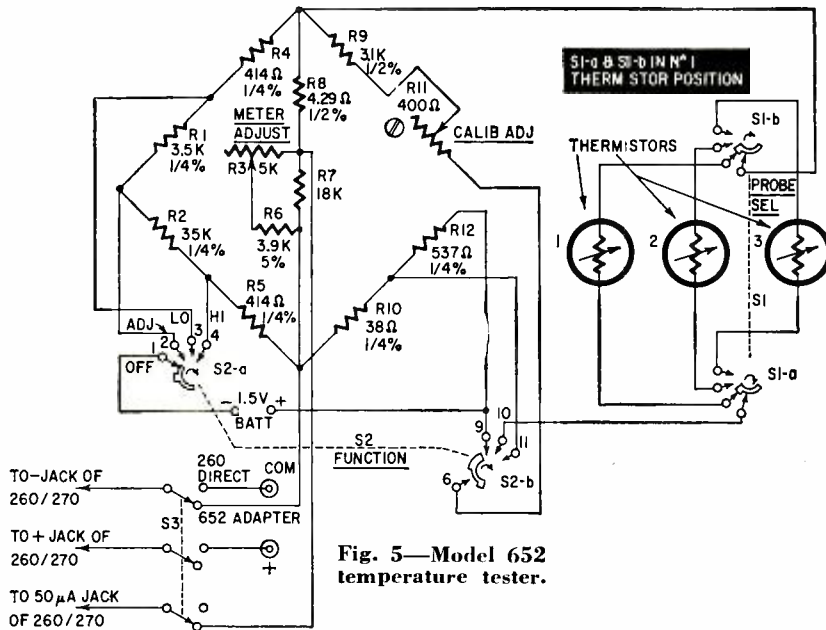 R4
414Ω
1/4%
R9
3.1K
1/2%
R8
4.29Ω
1/2%
R11
400Ω
CALIB ADJ
METER
ADJUST
R1
3.5K
1/4%
R3 5K
R7
18K
R6
3.9K
5%
R2
35K
1/4%
R5
414Ω
1/4%
R12
537Ω
1/4%
R10
38Ω
1/4%
S1-a & S11-b IN Nº 1
THERM STOR POSITION
S1-b
THERMISTORS
PROBE
SEL
1
2
3
S1
S1-a
ADJ
LO
HI
OFF
1
2
3
4
S2-a
- 1.5V +
BATT
S2
FUNCTION
9
10
11
6
S2-b
260
DIRECT
COM
652 ADAPTER
+
S3
TO-JACK OF
260/270
TO + JACK OF
260/270
TO 50µA JACK
OF 260/270
Fig. 5—Model 652
temperature tester.